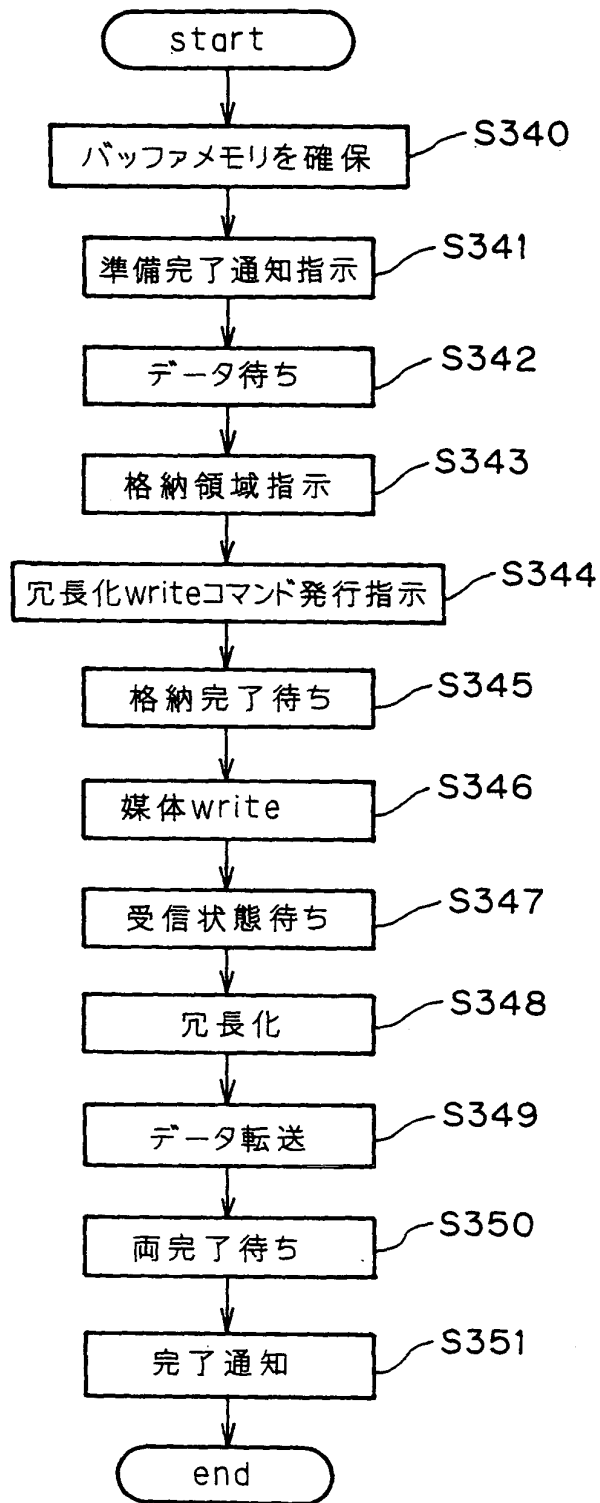 start
バッファメモリを確保
S340
準備完了通知指示
S341
データ待ち
S342
格納領域指示
S343
冗長化writeコマンド発行指示
S344
格納完了待ち
S345
媒体write
S346
受信状態待ち
S347
冗長化
S348
データ転送
S349
両完了待ち
S350
完了通知
S351
end